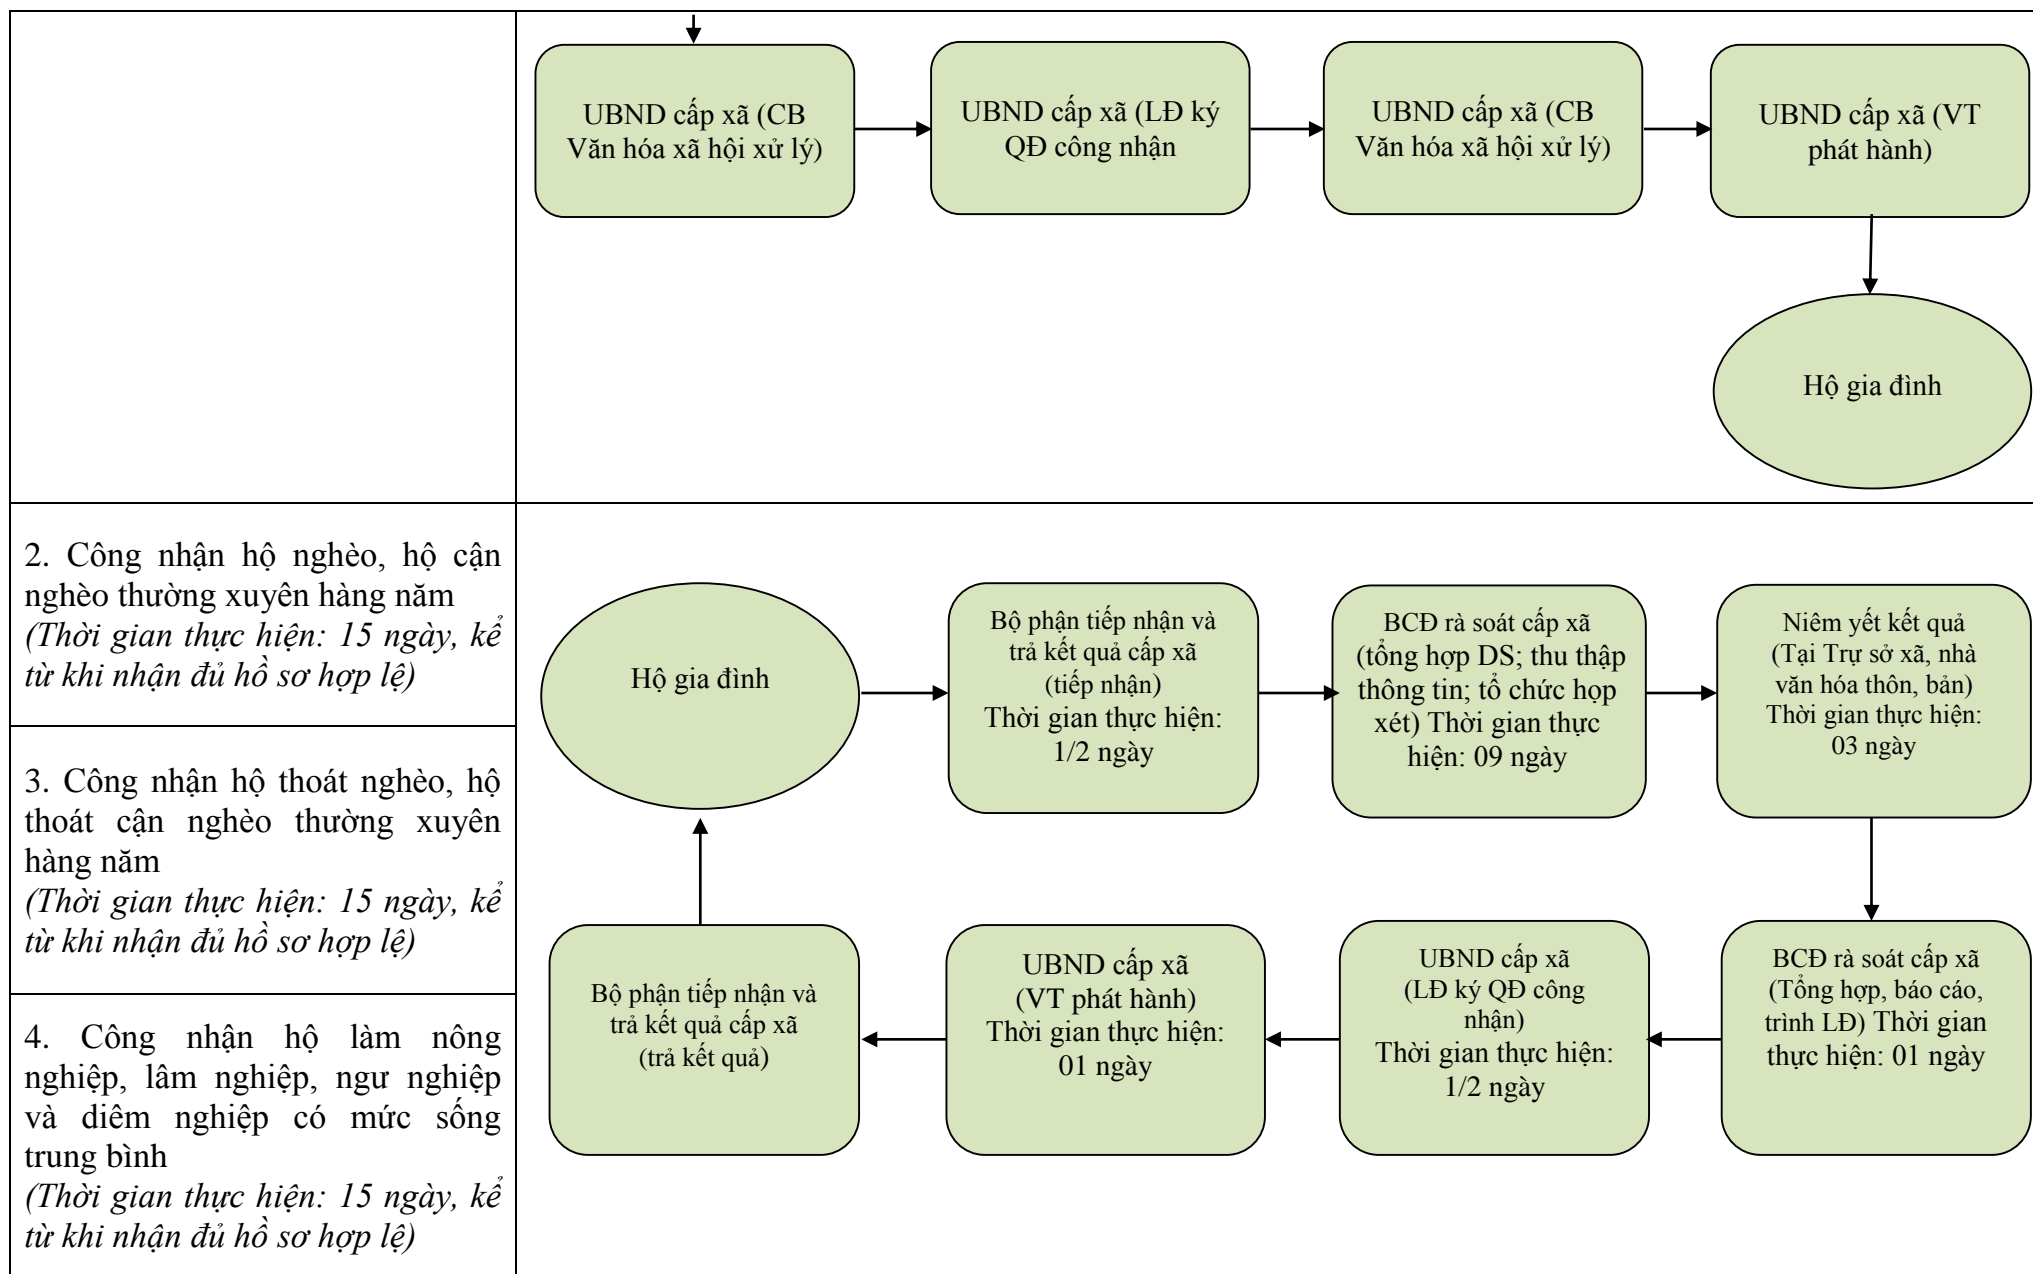 UBND cấp xã (CB
Văn hóa xã hội xử lý)
UBND cấp xã (LĐ ký
QĐ công nhận
UBND cấp xã (CB
Văn hóa xã hội xử lý)
UBND cấp xã (VT
phát hành)
Hộ gia đình
2. Công nhận hộ nghèo, hộ cận
nghèo thường xuyên hàng năm
(Thời gian thực hiện: 15 ngày, kể
từ khi nhận đủ hồ sơ hợp lệ)
3. Công nhận hộ thoát nghèo, hộ
thoát cận nghèo thường xuyên
hàng năm
(Thời gian thực hiện: 15 ngày, kể
từ khi nhận đủ hồ sơ hợp lệ)
4. Công nhận hộ làm nông
nghiệp, lâm nghiệp, ngư nghiệp
và diêm nghiệp có mức sống
trung bình
(Thời gian thực hiện: 15 ngày, kể
từ khi nhận đủ hồ sơ hợp lệ)
Hộ gia đình
Bộ phận tiếp nhận và
trả kết quả cấp xã
(tiếp nhận)
Thời gian thực hiện:
1/2 ngày
BCĐ rà soát cấp xã
(tổng hợp DS; thu thập
thông tin; tổ chức họp
xét) Thời gian thực
hiện: 09 ngày
Niêm yết kết quả
(Tại Trự sở xã, nhà
văn hóa thôn, bản)
Thời gian thực hiện:
03 ngày
BCĐ rà soát cấp xã
(Tổng hợp, báo cáo,
trình LĐ) Thời gian
thực hiện: 01 ngày
UBND cấp xã
(LĐ ký QĐ công
nhận)
Thời gian thực hiện:
1/2 ngày
UBND cấp xã
(VT phát hành)
Thời gian thực hiện:
01 ngày
Bộ phận tiếp nhận và
trả kết quả cấp xã
(trả kết quả)